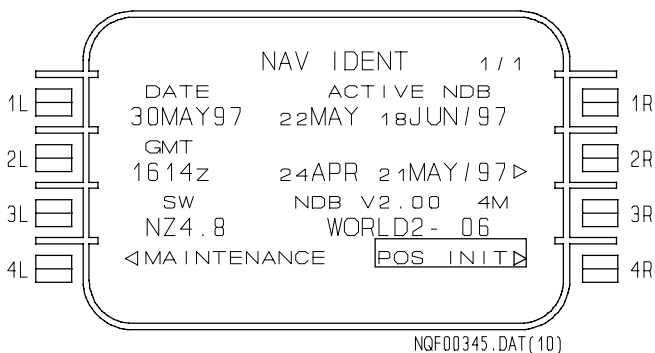 NAV IDENT 1/1
DATE ACTIVE NDB
1L 30MAY97 22MAY 18JUN/97 1R
GMT
2L 1614z 24APR 21MAY/97▷ 2R
SW NDB V2.00 4M
3L NZ4.8 WORLD2- 06 3R
4L ◁MAINTENANCE POS INIT▷ 4R
NQF00345.DAT(10)